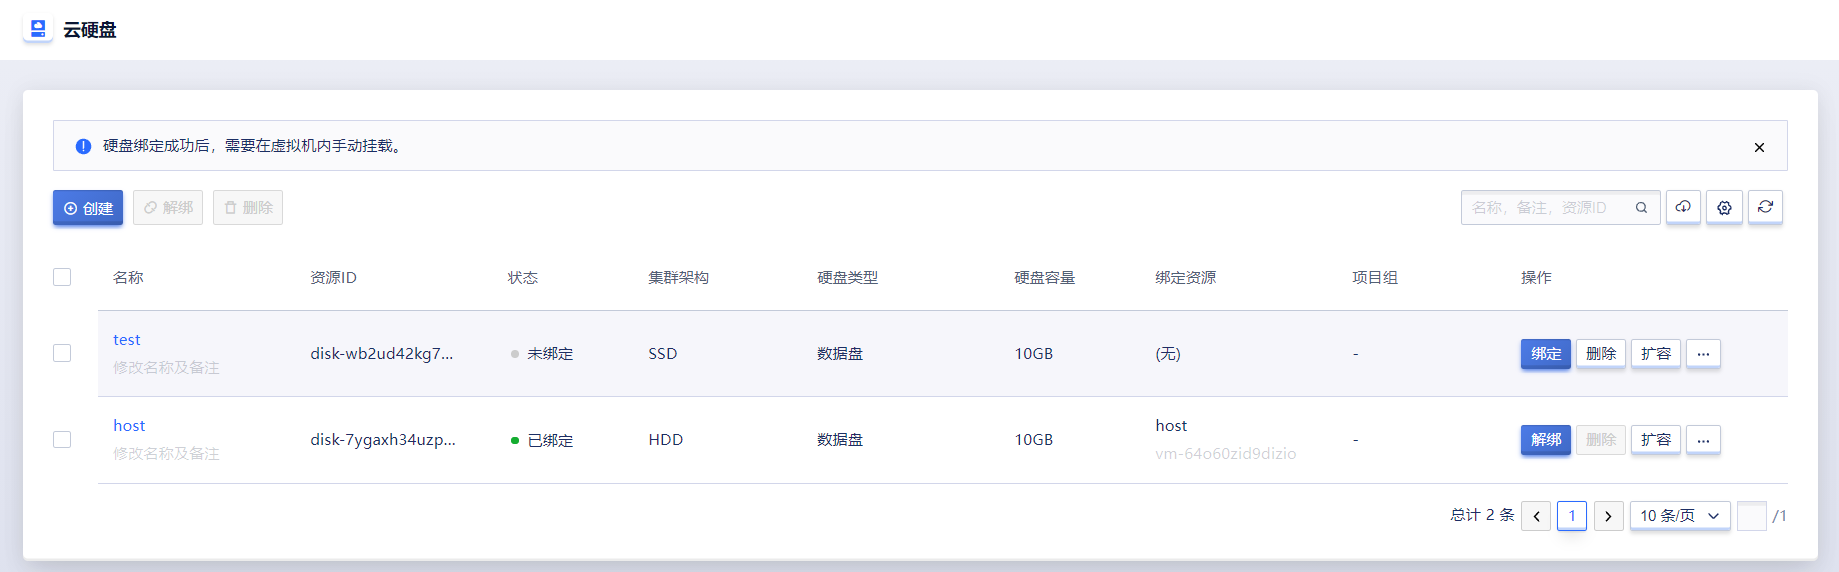 云硬盘
硬盘绑定成功后，需要在虚拟机内手动挂载。
创建 解绑 删除 名称，备注，资源ID
名称 资源ID 状态 集群架构 硬盘类型 硬盘容量 绑定资源 项目组 操作
test
修改名称及备注
disk-wb2ud42kg7... 未绑定 SSD 数据盘 10GB (无) - 绑定 删除 扩容 ...
host
修改名称及备注
disk-7ygaxh34uzp... 已绑定 HDD 数据盘 10GB host
vm-64o60zid9dizio
- 解绑 删除 扩容 ...
总计 2 条 1 10 条/页 /1